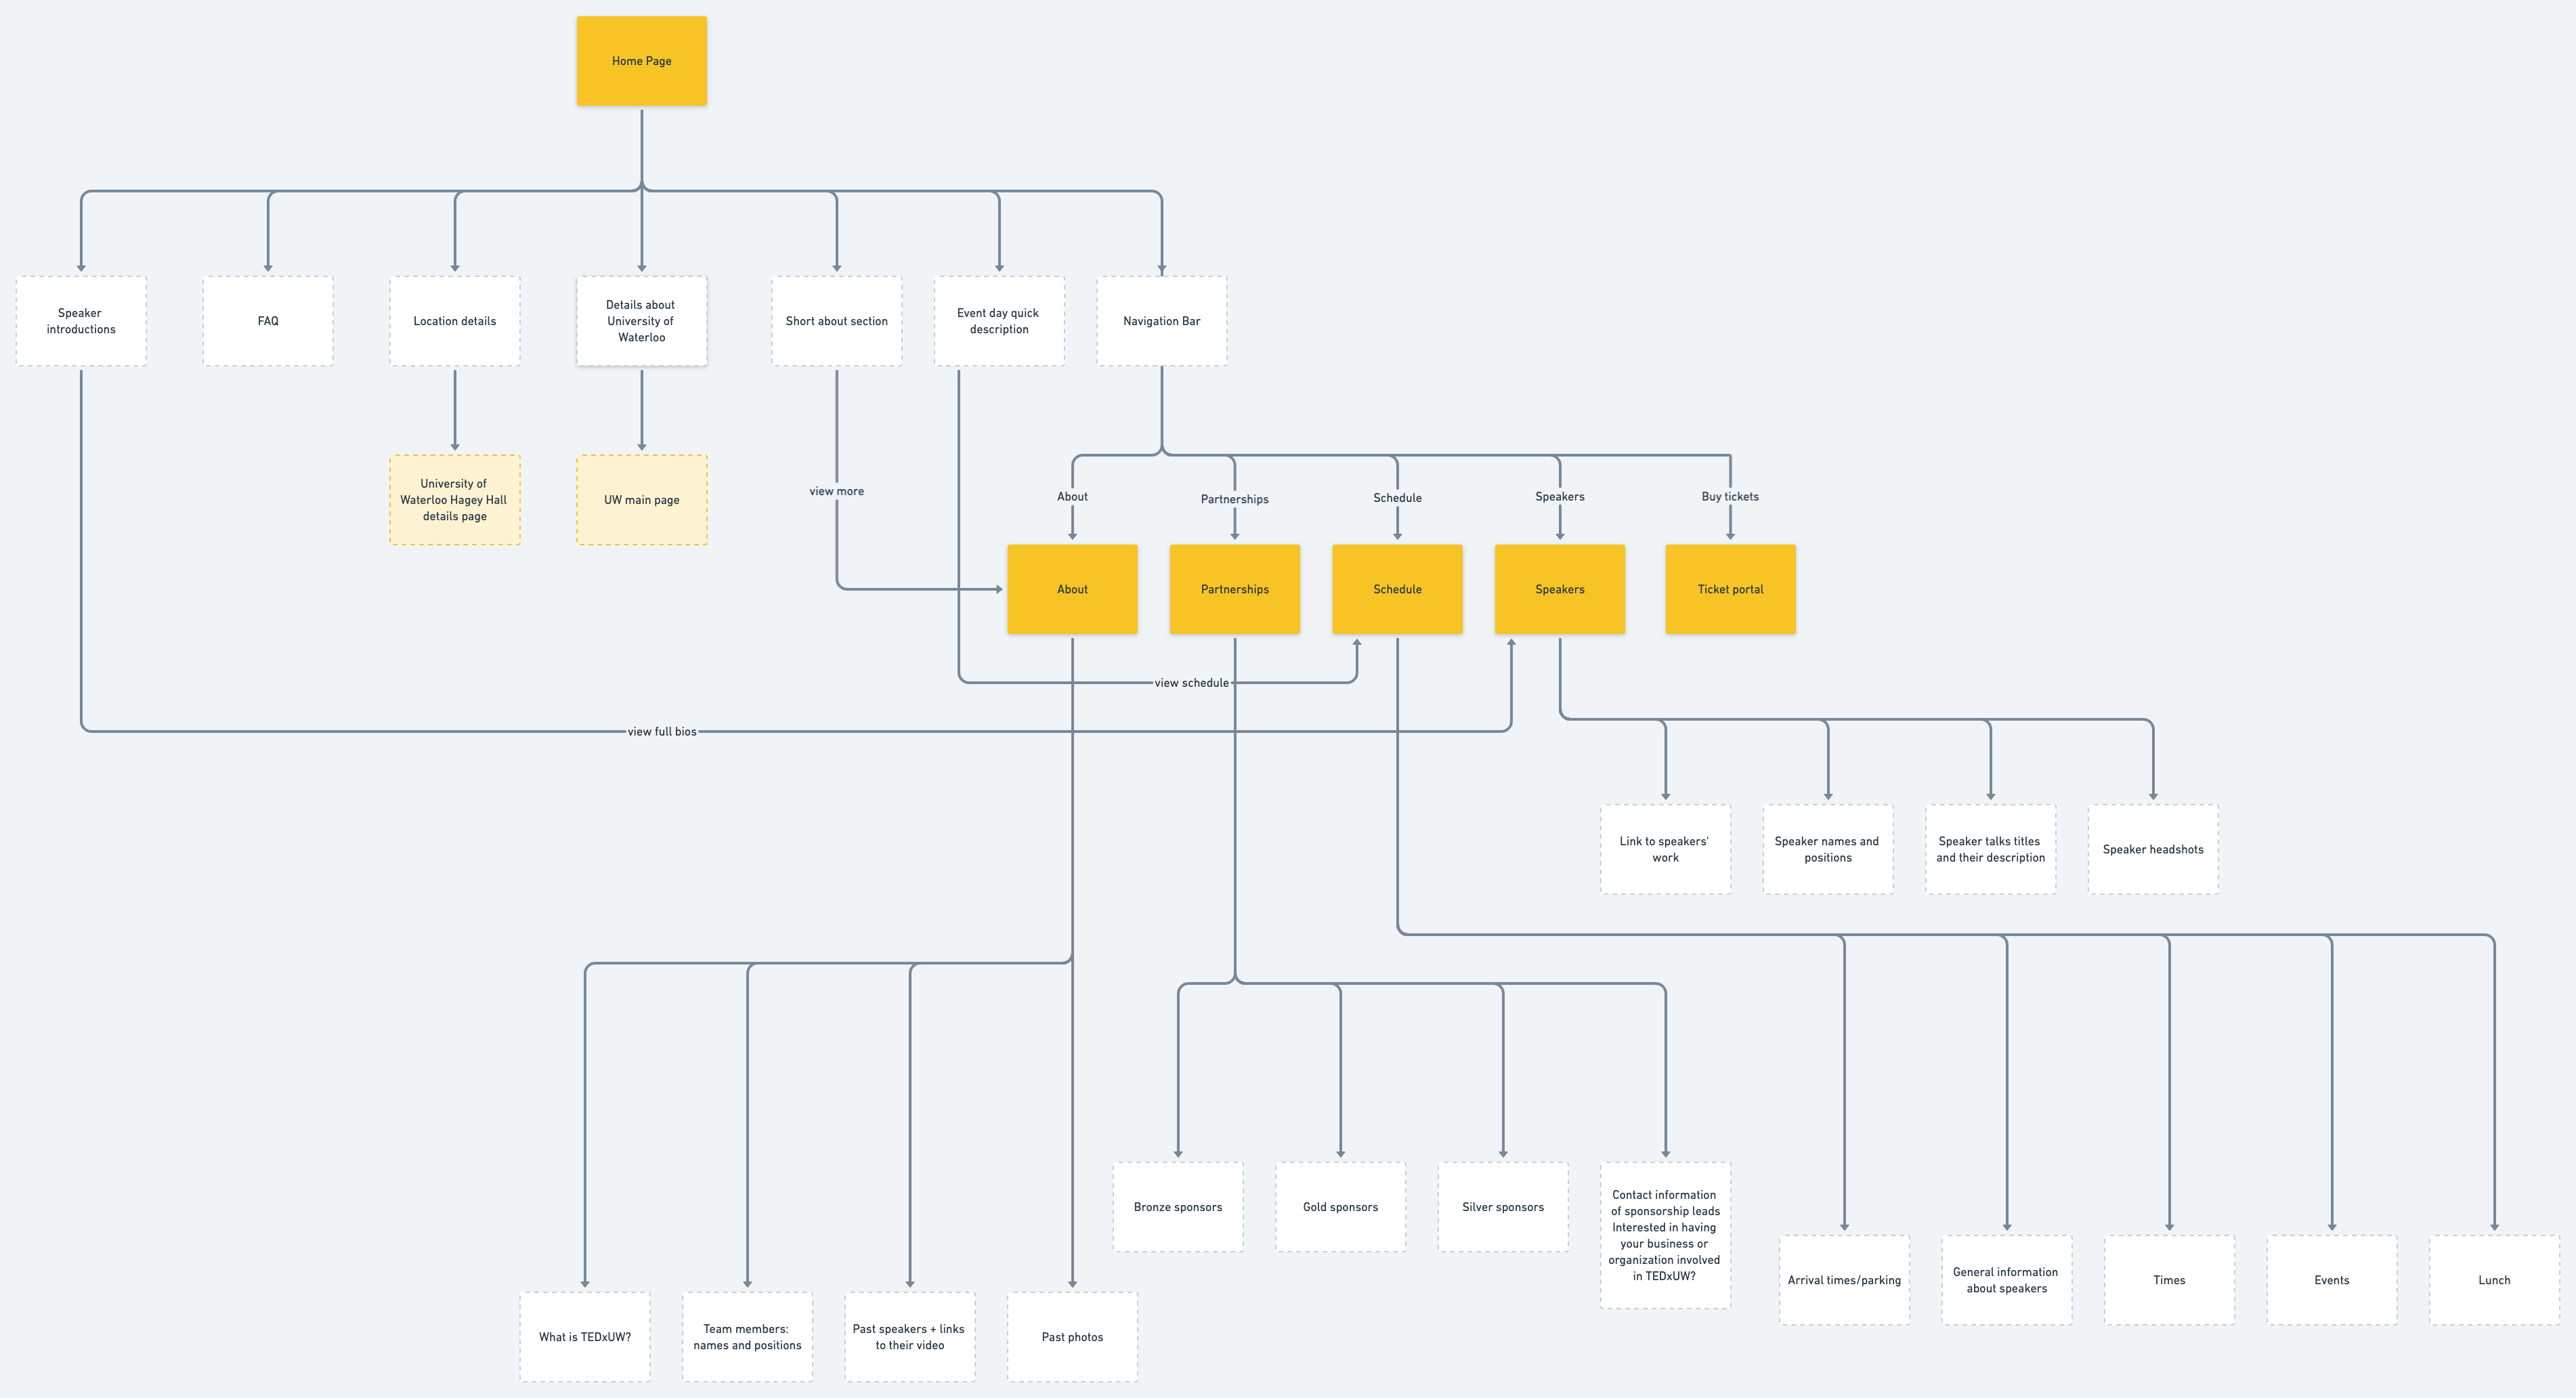 Home Page
Speaker
introductions
FAQ
Location details
Details about
University of
Waterloo
Short about section
Event day quick
description
Navigation Bar
University of
Waterloo Hagey Hall
details page
UW main page
view more
About
Partnerships
Schedule
Speakers
Buy tickets
About
Partnerships
Schedule
Speakers
Ticket portal
view schedule
view full bios
Link to speakers'
work
Speaker names and
positions
Speaker talks titles
and their description
Speaker headshots
Bronze sponsors
Gold sponsors
Silver sponsors
Contact information
of sponsorship leads
Interested in having
your business or
organization involved
in TEDxUW?
Arrival times/parking
General information
about speakers
Times
Events
Lunch
What is TEDxUW?
Team members:
names and positions
Past speakers + links
to their video
Past photos